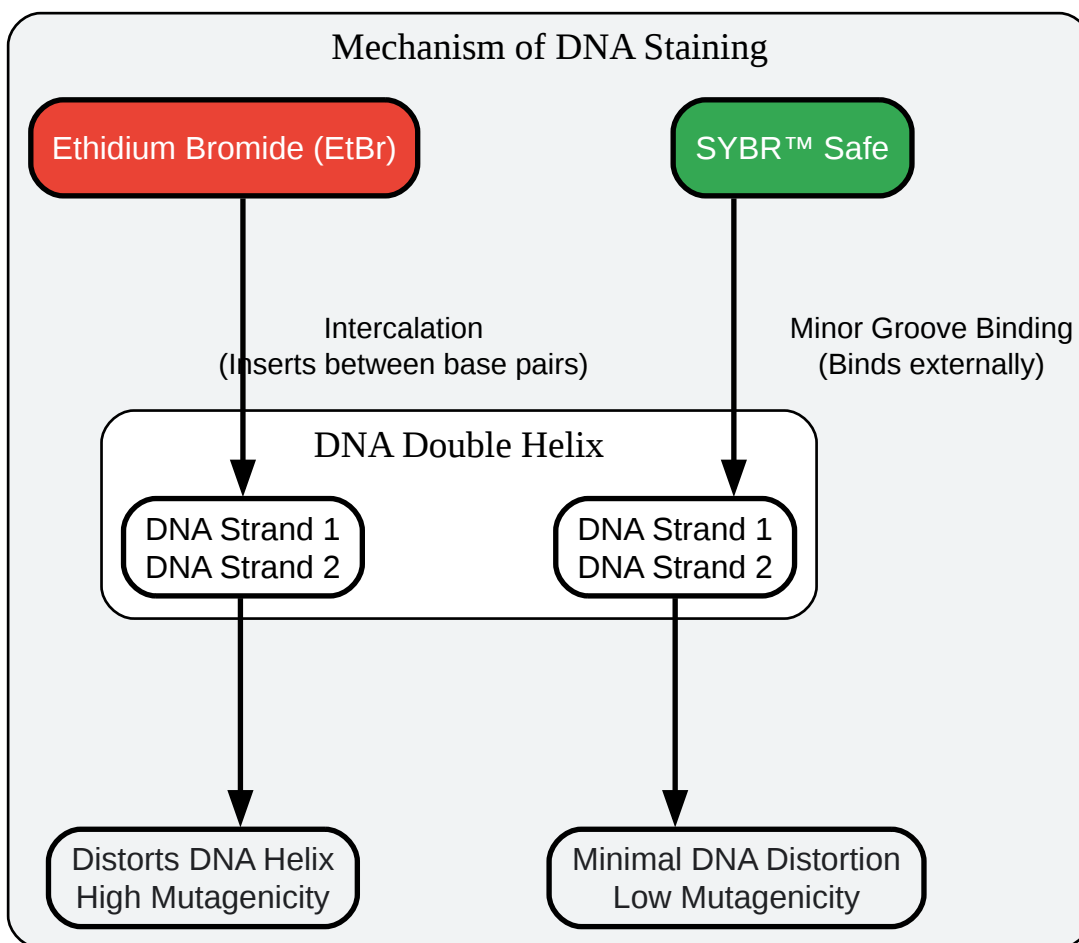 Mechanism of DNA Staining
Ethidium Bromide (EtBr)
SYBR™ Safe
Intercalation
(Inserts between base pairs)
Minor Groove Binding
(Binds externally)
DNA Double Helix
DNA Strand 1
DNA Strand 2
DNA Strand 1
DNA Strand 2
Distorts DNA Helix
High Mutagenicity
Minimal DNA Distortion
Low Mutagenicity